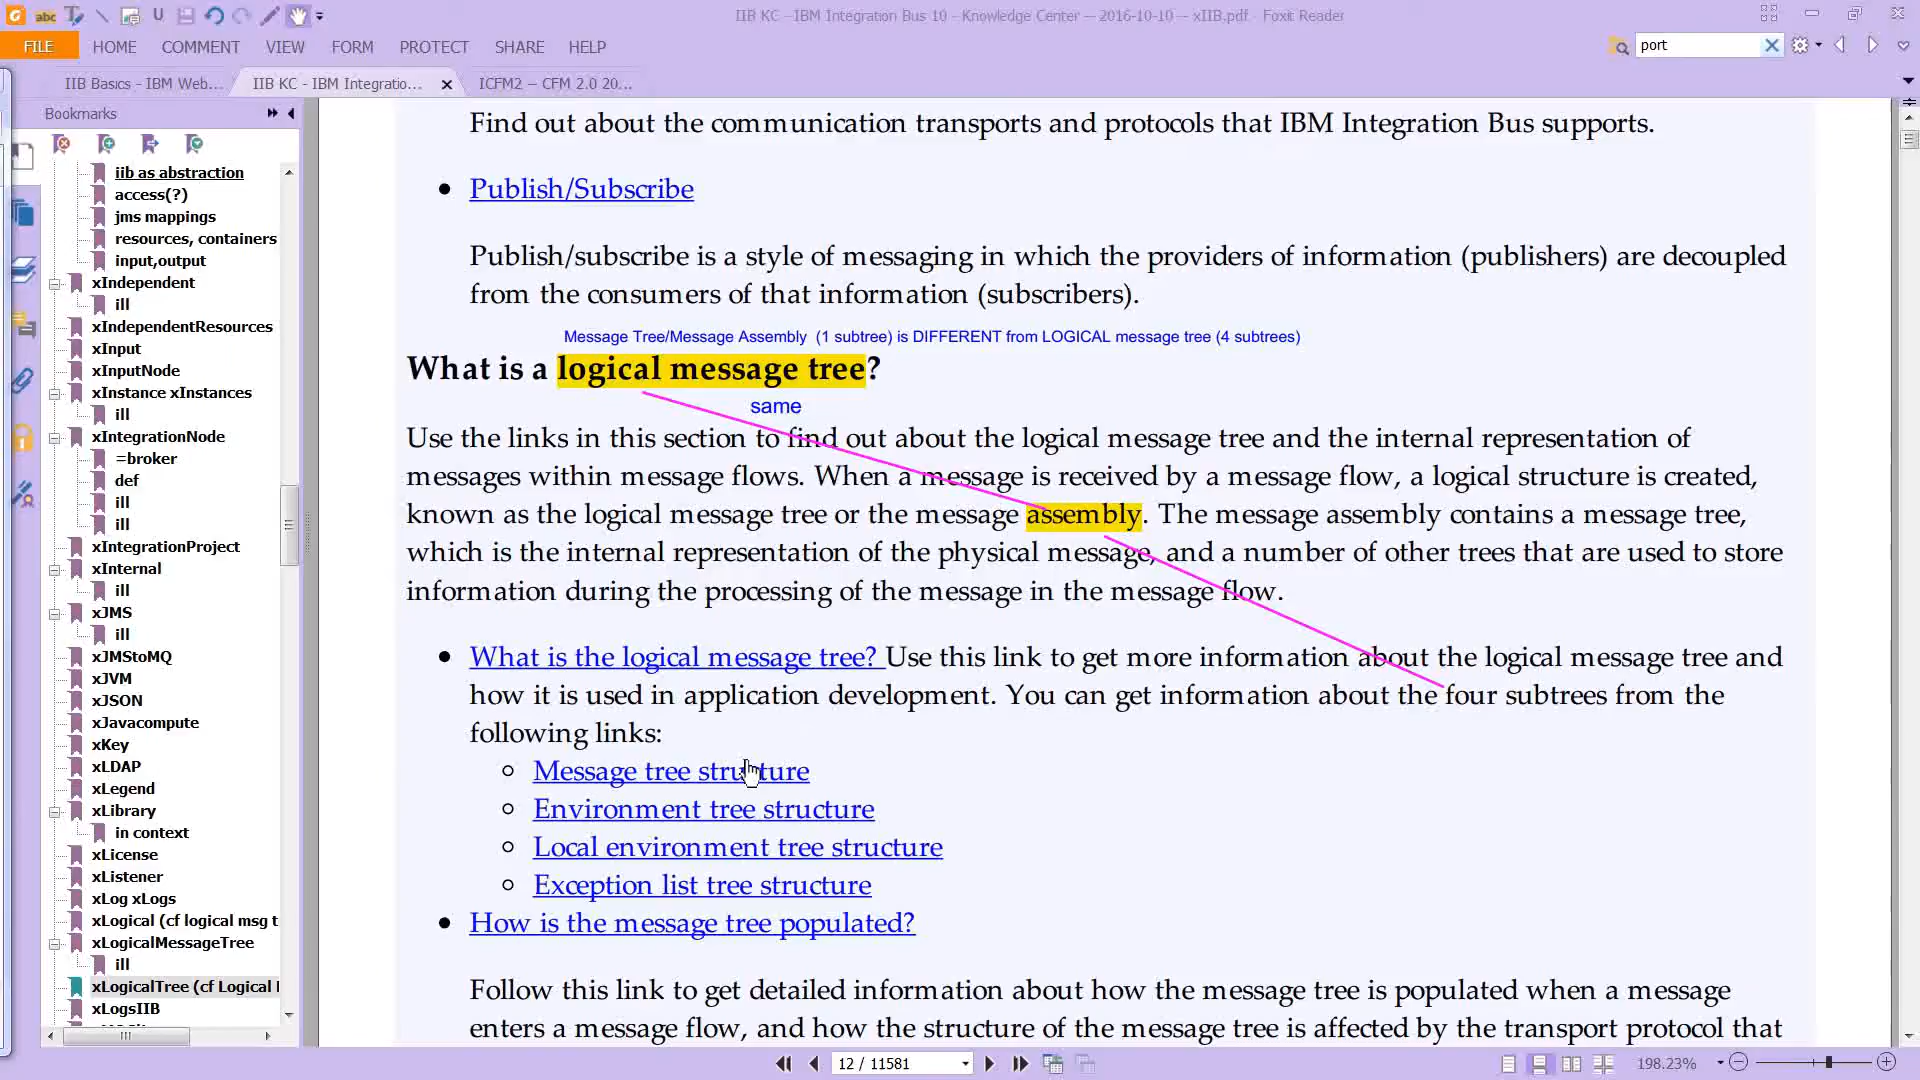 IIB KC - IBM Integration Bus 10 - Knowledge Center -- 2016-10-10 -- xIIB.pdf - Foxit Reader
FILE HOME COMMENT VIEW FORM PROTECT SHARE HELP port
IIB Basics - IBM Web... IIB KC - IBM Integratio... ICFM2 – CFM 2.0 20...
Bookmarks
iib as abstraction
access(?)
jms mappings
resources, containers
input,output
xIndependent
ill
xIndependentResources
xInput
xInputNode
xInstance xInstances
ill
xIntegrationNode
=broker
def
ill
ill
xIntegrationProject
xInternal
ill
xJMS
ill
xJMStoMQ
xJVM
xJSON
xJavacompute
xKey
xLDAP
xLegend
xLibrary
in context
xLicense
xListener
xLog xLogs
xLogical (cf logical msg t
xLogicalMessageTree
ill
xLogicalTree (cf Logical
xLogsIIB
Find out about the communication transports and protocols that IBM Integration Bus supports.
• Publish/Subscribe
Publish/subscribe is a style of messaging in which the providers of information (publishers) are decoupled
from the consumers of that information (subscribers).
Message Tree/Message Assembly (1 subtree) is DIFFERENT from LOGICAL message tree (4 subtrees)
What is a logical message tree?
same
Use the links in this section to find out about the logical message tree and the internal representation of
messages within message flows. When a message is received by a message flow, a logical structure is created,
known as the logical message tree or the message assembly. The message assembly contains a message tree,
which is the internal representation of the physical message, and a number of other trees that are used to store
information during the processing of the message in the message flow.
• What is the logical message tree? Use this link to get more information about the logical message tree and
how it is used in application development. You can get information about the four subtrees from the
following links:
Message tree structure
Environment tree structure
Local environment tree structure
Exception list tree structure
• How is the message tree populated?
Follow this link to get detailed information about how the message tree is populated when a message
enters a message flow, and how the structure of the message tree is affected by the transport protocol that
12 / 11581
198.23%